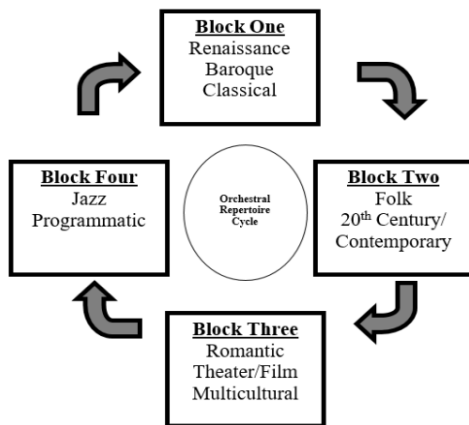 Block One
Renaissance
Baroque
Classical
Block Four
Jazz
Programmatic
Orchestral
Repertoire
Cycle
Block Two
Folk
20th Century/
Contemporary
Block Three
Romantic
Theater/Film
Multicultural